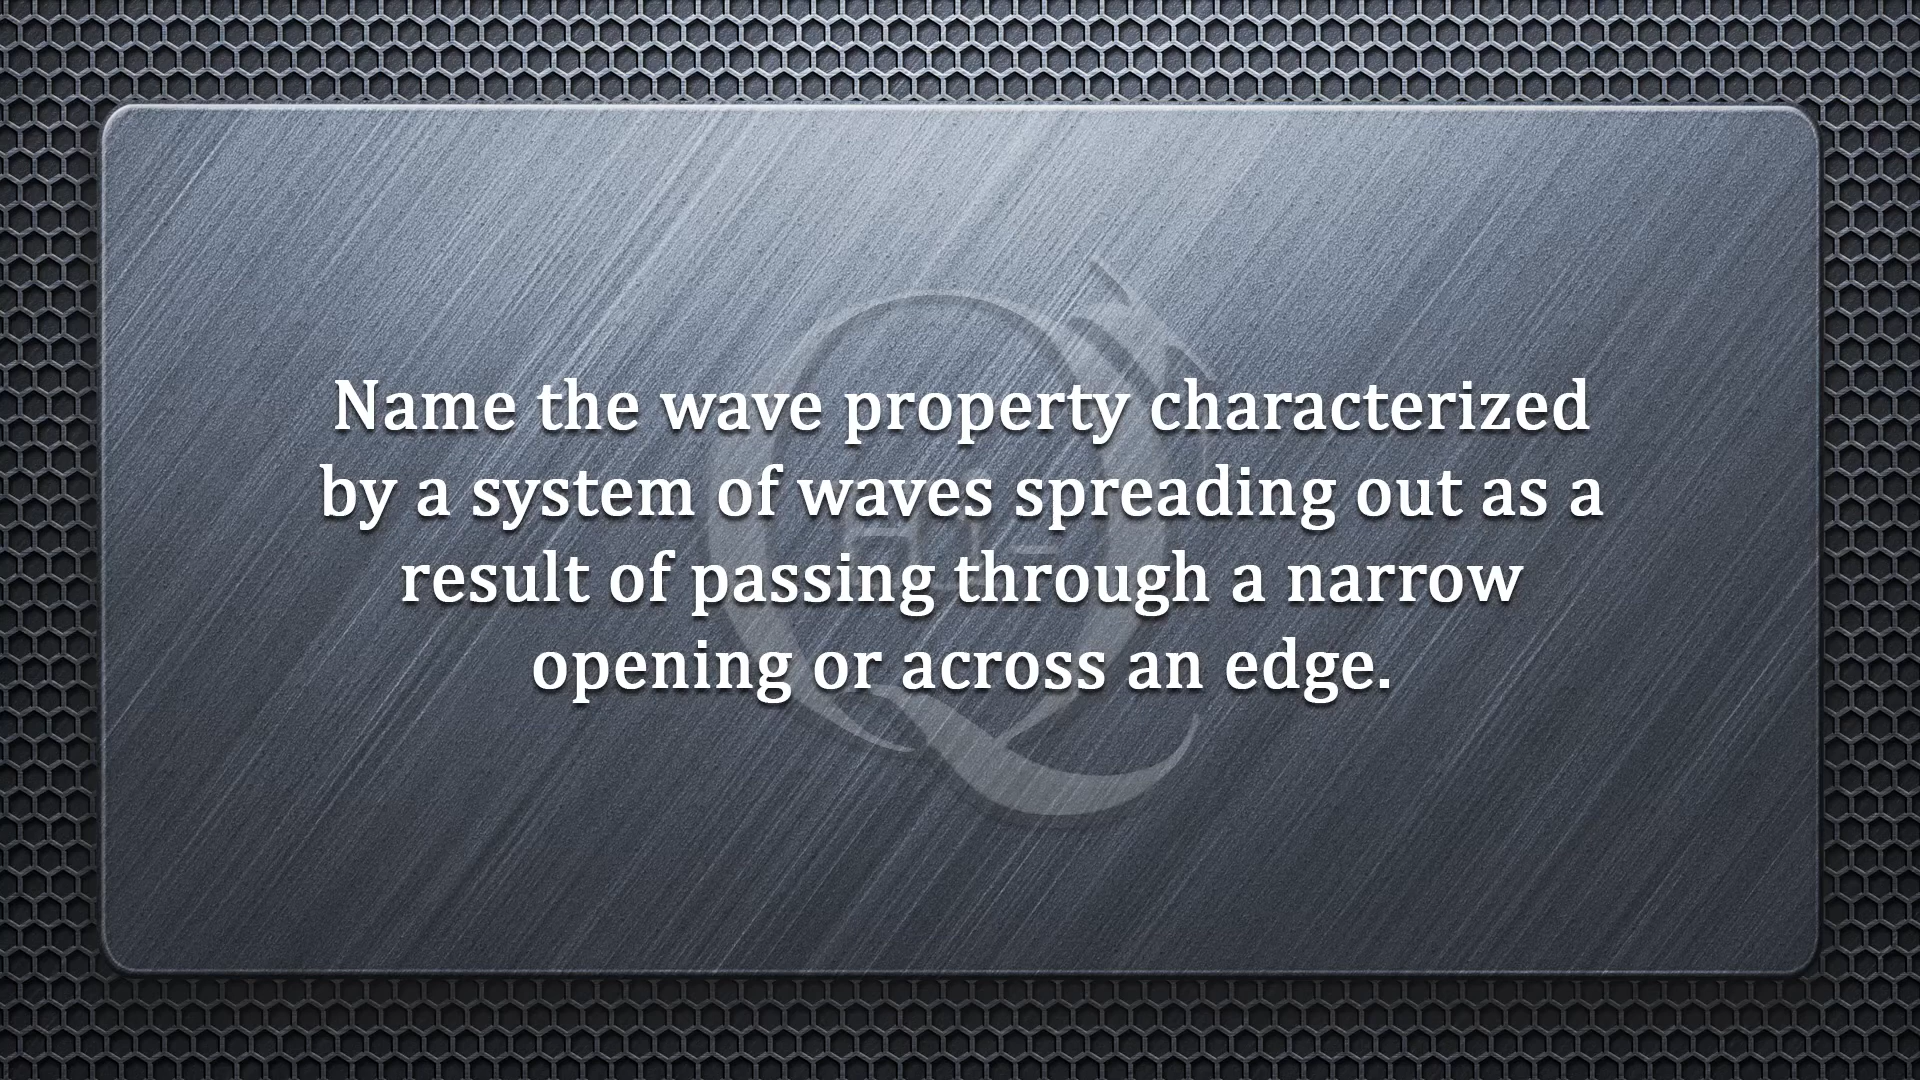 Name the wave property characterized
by a system of waves spreading out as a
result of passing through a narrow
opening or across an edge.
HI-
Q